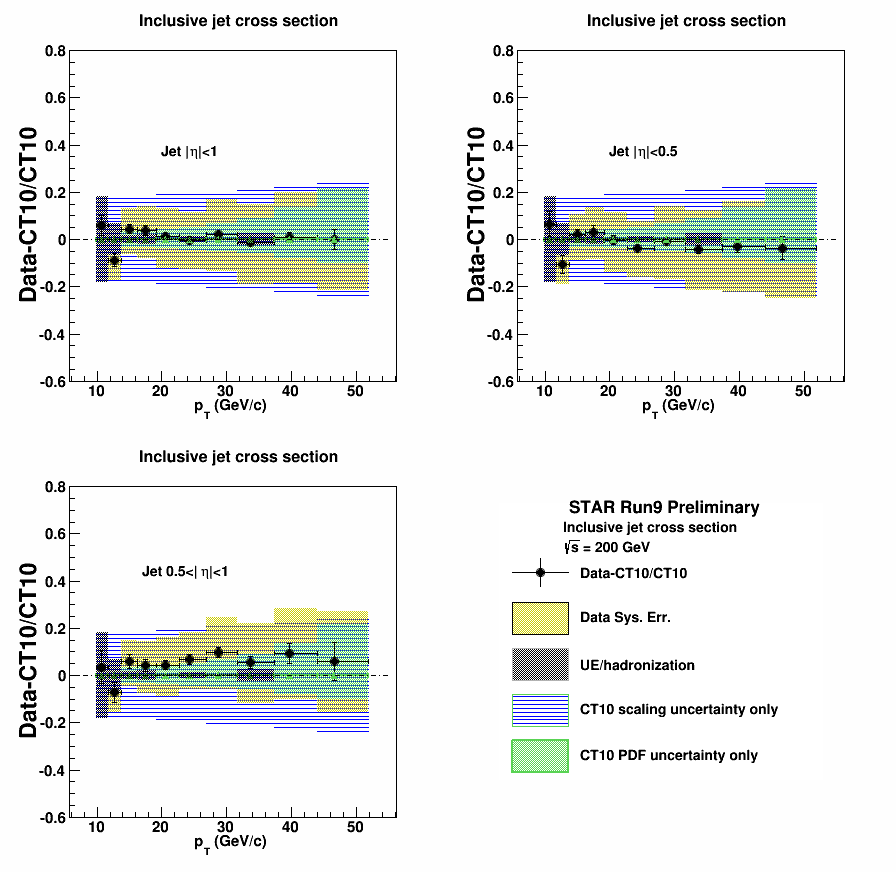 Inclusive jet cross section
Data-CT10/CT10
0.8
0.6
0.4
0.2
0
-0.2
-0.4
-0.6
Jet |η|<1
10 20 30 40 50
p_T (GeV/c)
Inclusive jet cross section
Data-CT10/CT10
0.8
0.6
0.4
0.2
0
-0.2
-0.4
-0.6
Jet |η|<0.5
10 20 30 40 50
p_T (GeV/c)
Inclusive jet cross section
Data-CT10/CT10
0.8
0.6
0.4
0.2
0
-0.2
-0.4
-0.6
Jet 0.5<| η|<1
10 20 30 40 50
p_T (GeV/c)
STAR Run9 Preliminary
Inclusive jet cross section
√s = 200 GeV
Data-CT10/CT10
Data Sys. Err.
UE/hadronization
CT10 scaling uncertainty only
CT10 PDF uncertainty only